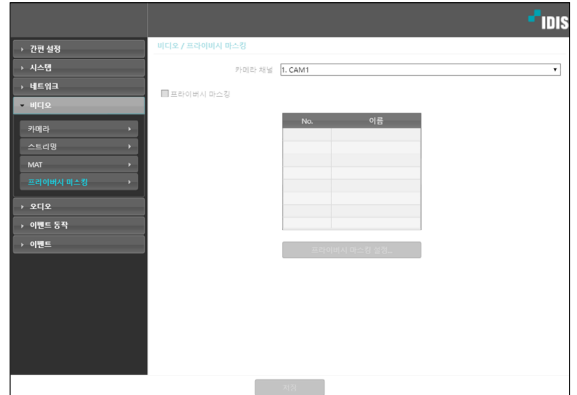 IDIS
간편 설정
시스템
네트워크
비디오
카메라
스트리밍
MAT
프라이버시 마스킹
오디오
이벤트 동작
이벤트
비디오 / 프라이버시 마스킹
카메라 채널 1. CAM1
프라이버시 마스킹
No. 이름
프라이버시 마스킹 설정...
저장